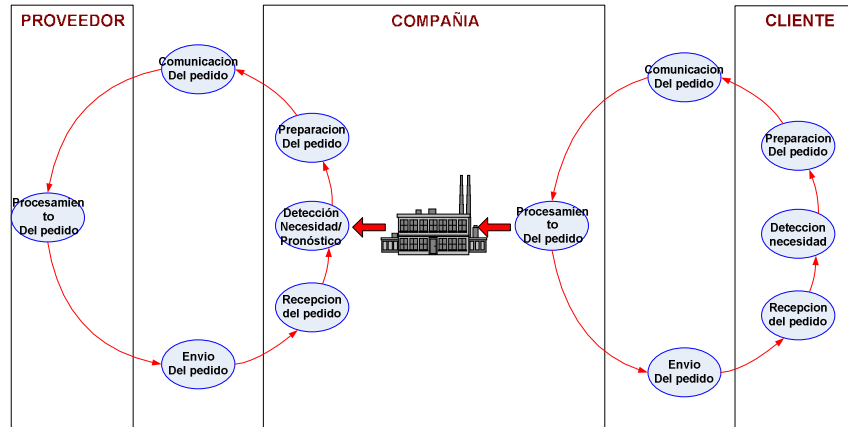 PROVEEDOR
COMPAÑIA
CLIENTE
Comunicacion
Del pedido
Preparacion
Del pedido
Procesamien
to
Del pedido
Detección
Necesidad/
Pronóstico
Recepcion
del pedido
Envio
Del pedido
Comunicacion
Del pedido
Preparacion
Del pedido
Procesamien
to
Del pedido
Deteccion
necesidad
Recepcion
del pedido
Envio
Del pedido